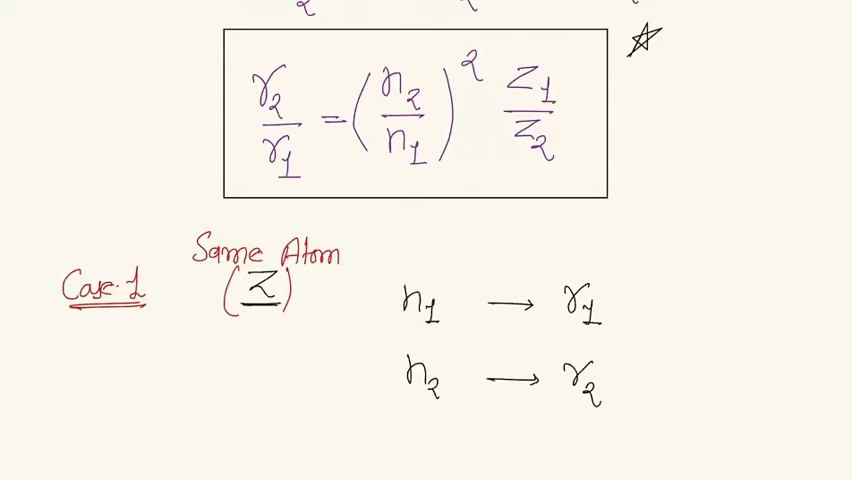 r₂/r₁ = (n₂/n₁)² Z₁/Z₂
Same Atom
Case-1 (Z)
n₁ → r₁
n₂ → r₂